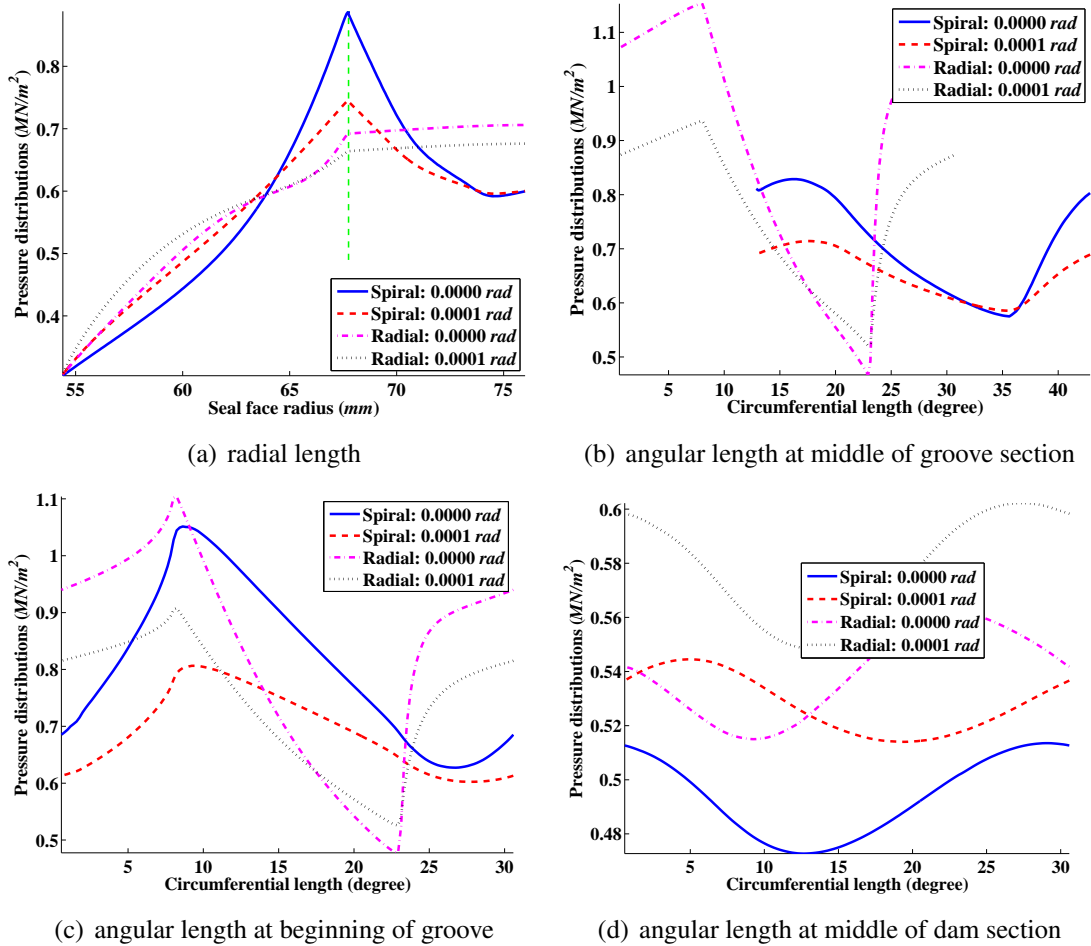 Pressure distributions (MN/m²)
0.8
0.7
0.6
0.5
0.4
55 60 65 70 75
Seal face radius (mm)
Spiral: 0.0000 rad
Spiral: 0.0001 rad
Radial: 0.0000 rad
Radial: 0.0001 rad
(a) radial length
Pressure distributions (MN/m²)
1.1
1
0.9
0.8
0.7
0.6
0.5
5 10 15 20 25 30 35 40
Circumferential length (degree)
Spiral: 0.0000 rad
Spiral: 0.0001 rad
Radial: 0.0000 rad
Radial: 0.0001 rad
(b) angular length at middle of groove section
Pressure distributions (MN/m²)
1.1
1
0.9
0.8
0.7
0.6
0.5
5 10 15 20 25 30
Circumferential length (degree)
Spiral: 0.0000 rad
Spiral: 0.0001 rad
Radial: 0.0000 rad
Radial: 0.0001 rad
(c) angular length at beginning of groove
Pressure distributions (MN/m²)
0.6
0.58
0.56
0.54
0.52
0.5
0.48
5 10 15 20 25 30
Circumferential length (degree)
Spiral: 0.0000 rad
Spiral: 0.0001 rad
Radial: 0.0000 rad
Radial: 0.0001 rad
(d) angular length at middle of dam section